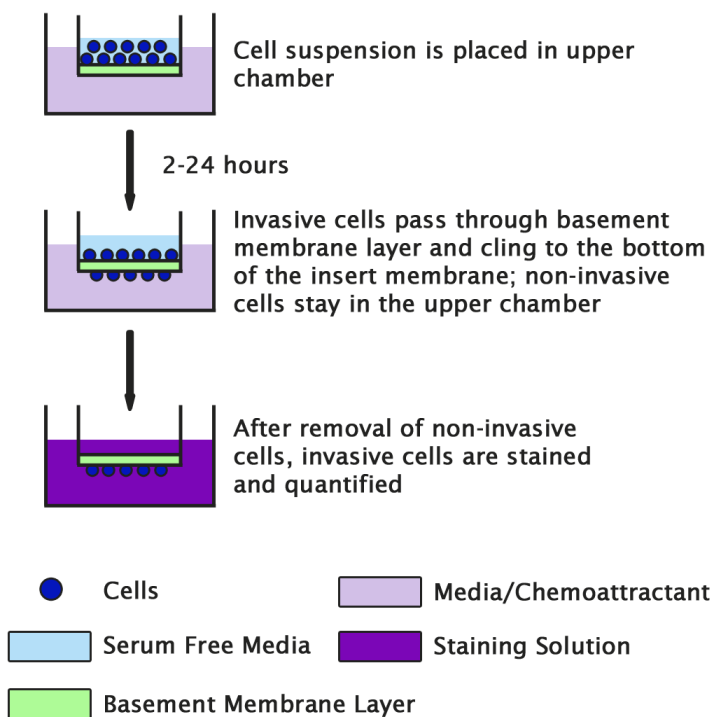 Cell suspension is placed in upper
chamber
2-24 hours
Invasive cells pass through basement
membrane layer and cling to the bottom
of the insert membrane; non-invasive
cells stay in the upper chamber
After removal of non-invasive
cells, invasive cells are stained
and quantified
Cells
Media/Chemoattractant
Serum Free Media
Staining Solution
Basement Membrane Layer